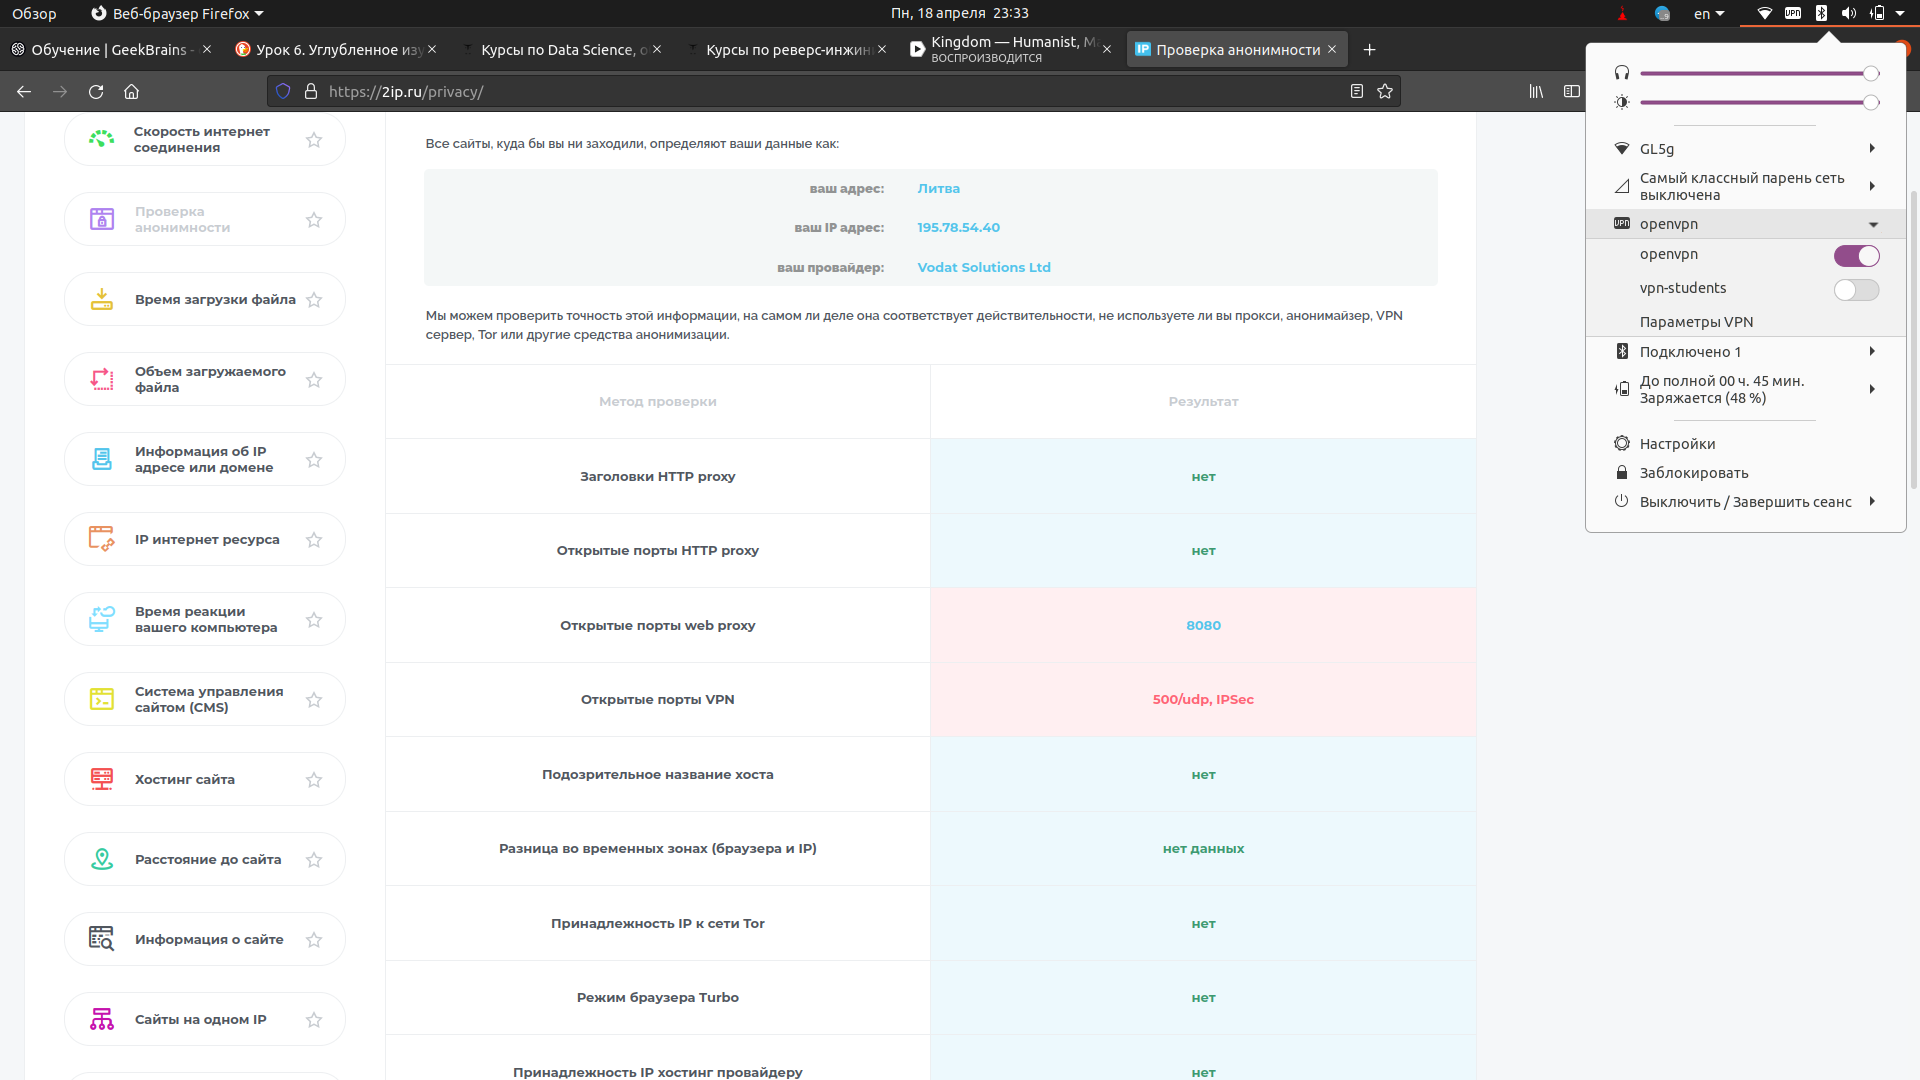 Обзор
Веб-браузер Firefox
Пн, 18 апреля  23:33
en
VPN
Обучение | GeekBrains -
Урок 6. Углубленное изу
Курсы по Data Science, о
Курсы по реверс-инжин
Kingdom — Humanist, Ma
ВОСПРОИЗВОДИТСЯ
Проверка анонимности
https://2ip.ru/privacy/
Скорость интернет
соединения
Проверка
анонимности
Время загрузки файла
Объем загружаемого
файла
Информация об IP
адресе или домене
IP интернет ресурса
Время реакции
вашего компьютера
Система управления
сайтом (CMS)
Хостинг сайта
Расстояние до сайта
Информация о сайте
Сайты на одном IP
Все сайты, куда бы вы ни заходили, определяют ваши данные как:
ваш адрес: Литва
ваш IP адрес: 195.78.54.40
ваш провайдер: Vodat Solutions Ltd
Мы можем проверить точность этой информации, на самом ли деле она соответствует действительности, не используете ли вы прокси, анонимайзер, VPN
сервер, Tor или другие средства анонимизации.
Метод проверки Результат
Заголовки HTTP proxy нет
Открытые порты HTTP proxy нет
Открытые порты web proxy 8080
Открытые порты VPN 500/udp, IPSec
Подозрительное название хоста нет
Разница во временных зонах (браузера и IP) нет данных
Принадлежность IP к сети Tor нет
Режим браузера Turbo нет
Принадлежность IP хостинг провайдеру нет
GL5g
Самый классный парень сеть
выключена
VPN openvpn
openvpn
vpn-students
Параметры VPN
Подключено 1
До полной 00 ч. 45 мин.
Заряжается (48 %)
Настройки
Заблокировать
Выключить / Завершить сеанс